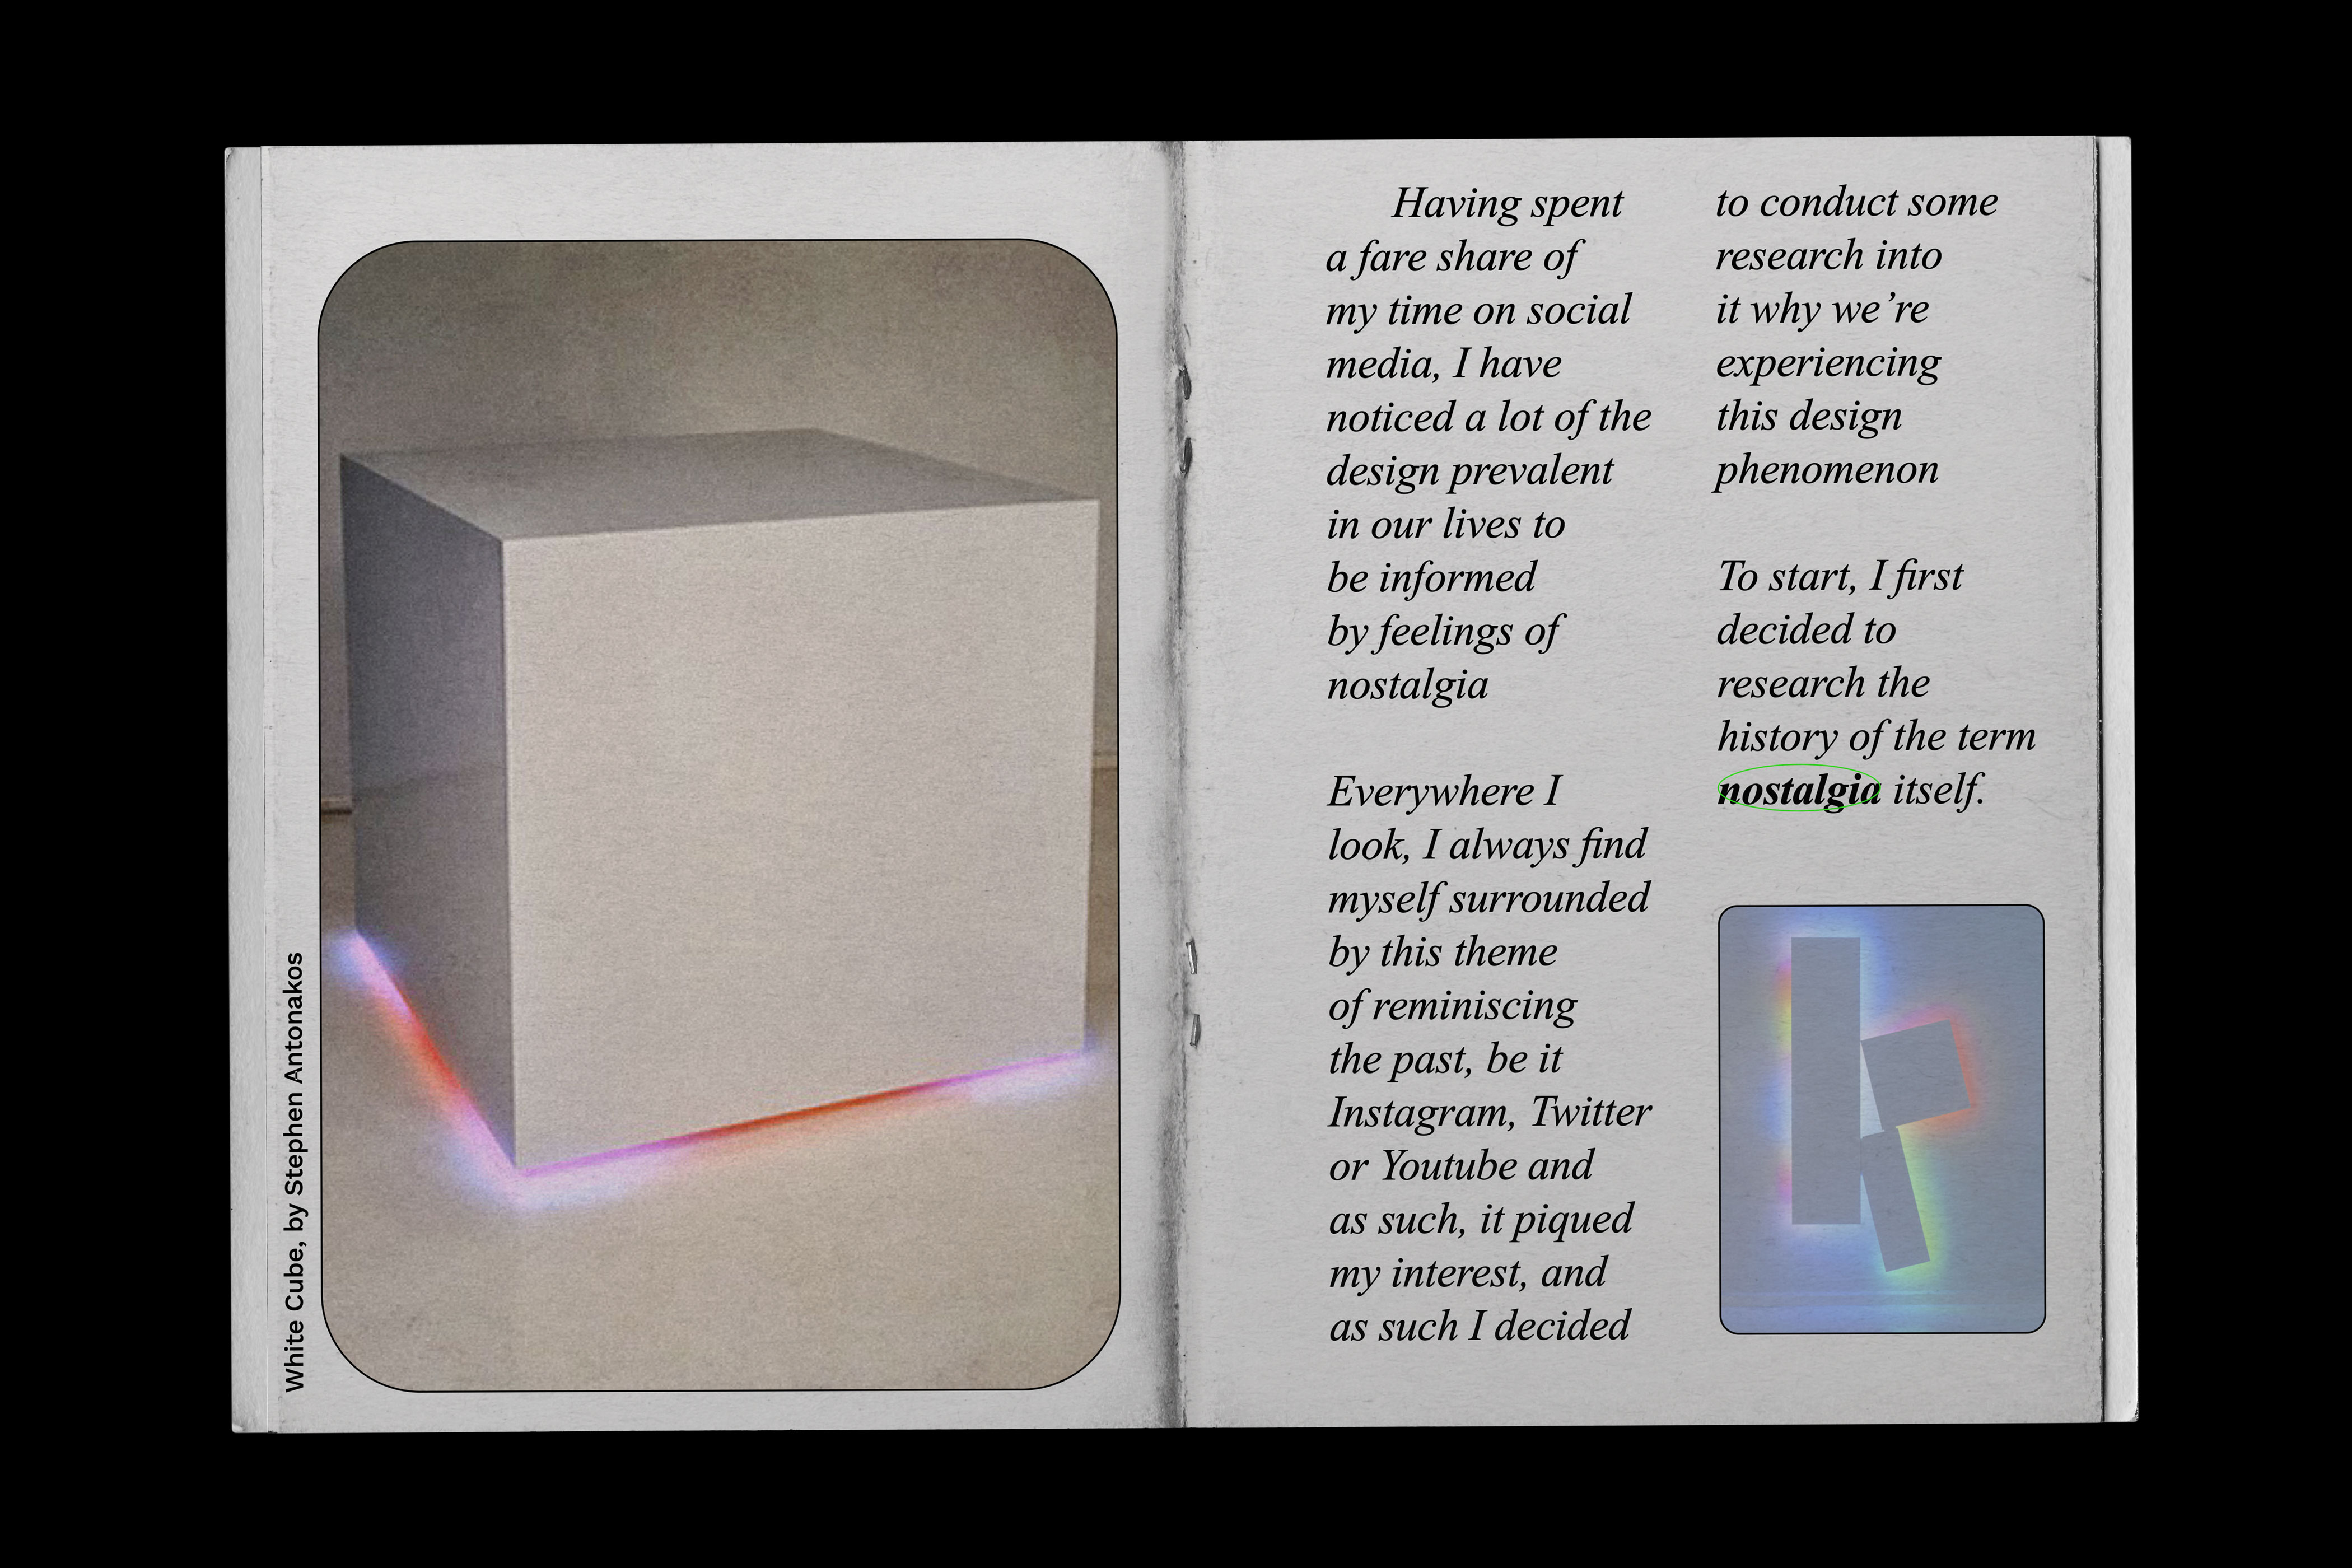 White Cube, by Stephen Antonakos
Having spent
a fare share of
my time on social
media, I have
noticed a lot of the
design prevalent
in our lives to
be informed
by feelings of
nostalgia
Everywhere I
look, I always find
myself surrounded
by this theme
of reminiscing
the past, be it
Instagram, Twitter
or Youtube and
as such, it piqued
my interest, and
as such I decided
to conduct some
research into
it why we’re
experiencing
this design
phenomenon
To start, I first
decided to
research the
history of the term
nostalgia itself.